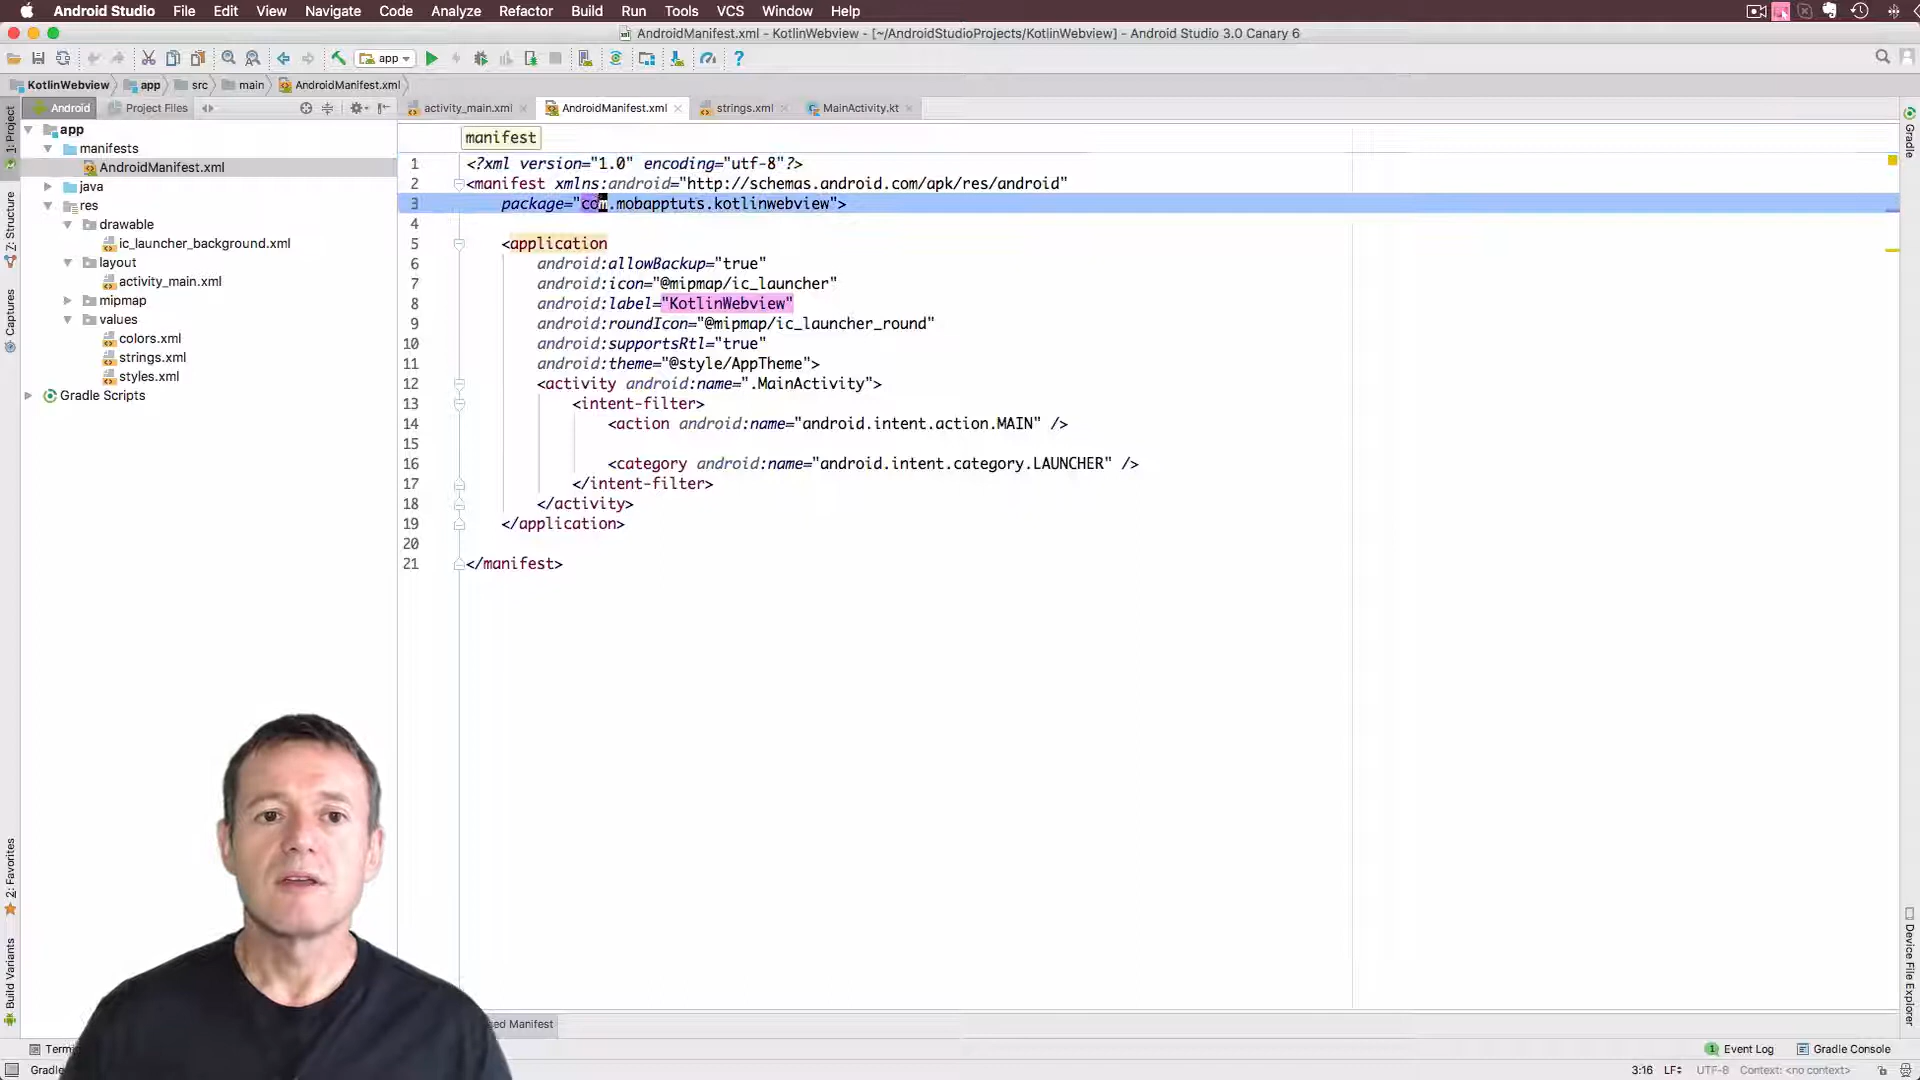 Android Studio File Edit View Navigate Code Analyze Refactor Build Run Tools VCS Window Help
AndroidManifest.xml - KotlinWebview - [~/AndroidStudioProjects/KotlinWebview] - Android Studio 3.0 Canary 6
app
KotlinWebview app src main AndroidManifest.xml
Android Project Files
activity_main.xml AndroidManifest.xml strings.xml MainActivity.kt
1: Project
Z: Structure
Captures
2: Favorites
Build Variants
app
manifests
AndroidManifest.xml
java
res
drawable
ic_launcher_background.xml
layout
activity_main.xml
mipmap
values
colors.xml
strings.xml
styles.xml
Gradle Scripts
manifest
1 <?xml version="1.0" encoding="utf-8"?>
2 <manifest xmlns:android="http://schemas.android.com/apk/res/android"
3 package="com.mobapptuts.kotlinwebview">
4
5 <application
6 android:allowBackup="true"
7 android:icon="@mipmap/ic_launcher"
8 android:label="KotlinWebview"
9 android:roundIcon="@mipmap/ic_launcher_round"
10 android:supportsRtl="true"
11 android:theme="@style/AppTheme">
12 <activity android:name=".MainActivity">
13 <intent-filter>
14 <action android:name="android.intent.action.MAIN" />
15
16 <category android:name="android.intent.category.LAUNCHER" />
17 </intent-filter>
18 </activity>
19 </application>
20
21 </manifest>
Gradle
Device File Explorer
Manifest
Event Log Gradle Console
Gradle
3:16 LF UTF-8 Context: <no context>